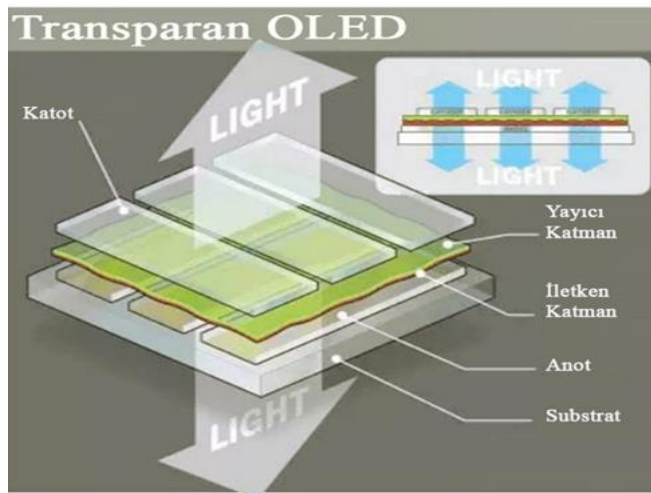 Transparan OLED
LIGHT
LIGHT
LIGHT
Katot
Yayıcı
Katman
İletken
Katman
Anot
Substrat
LIGHT